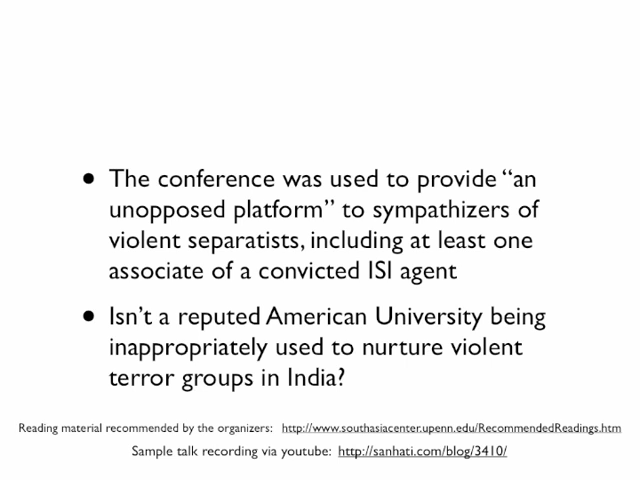 • The conference was used to provide “an
unopposed platform” to sympathizers of
violent separatists, including at least one
associate of a convicted ISI agent
• Isn’t a reputed American University being
inappropriately used to nurture violent
terror groups in India?
Reading material recommended by the organizers: http://www.southasiacenter.upenn.edu/RecommendedReadings.htm
Sample talk recording via youtube: http://sanhati.com/blog/3410/